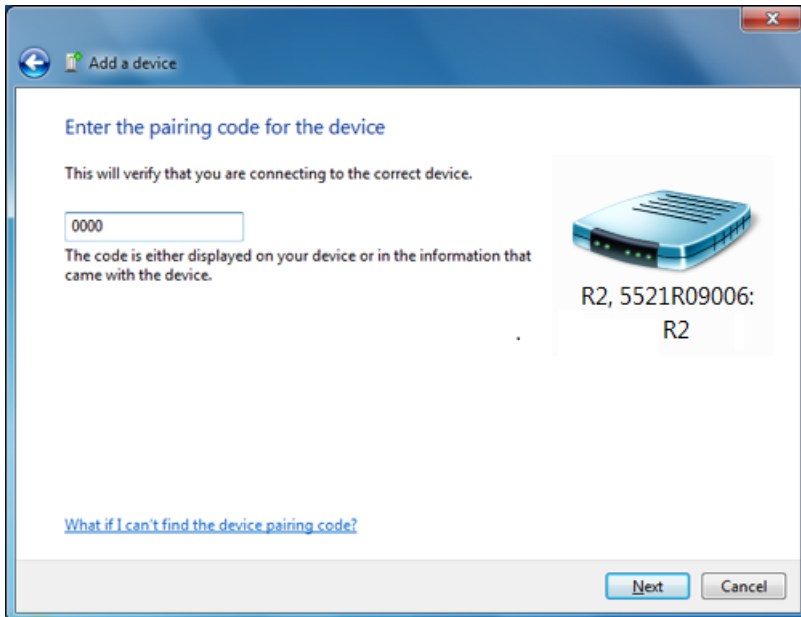 Add a device
Enter the pairing code for the device
This will verify that you are connecting to the correct device.
0000
The code is either displayed on your device or in the information that
came with the device.
R2, 5521R09006:
R2
.
What if I can't find the device pairing code?
Next
Cancel